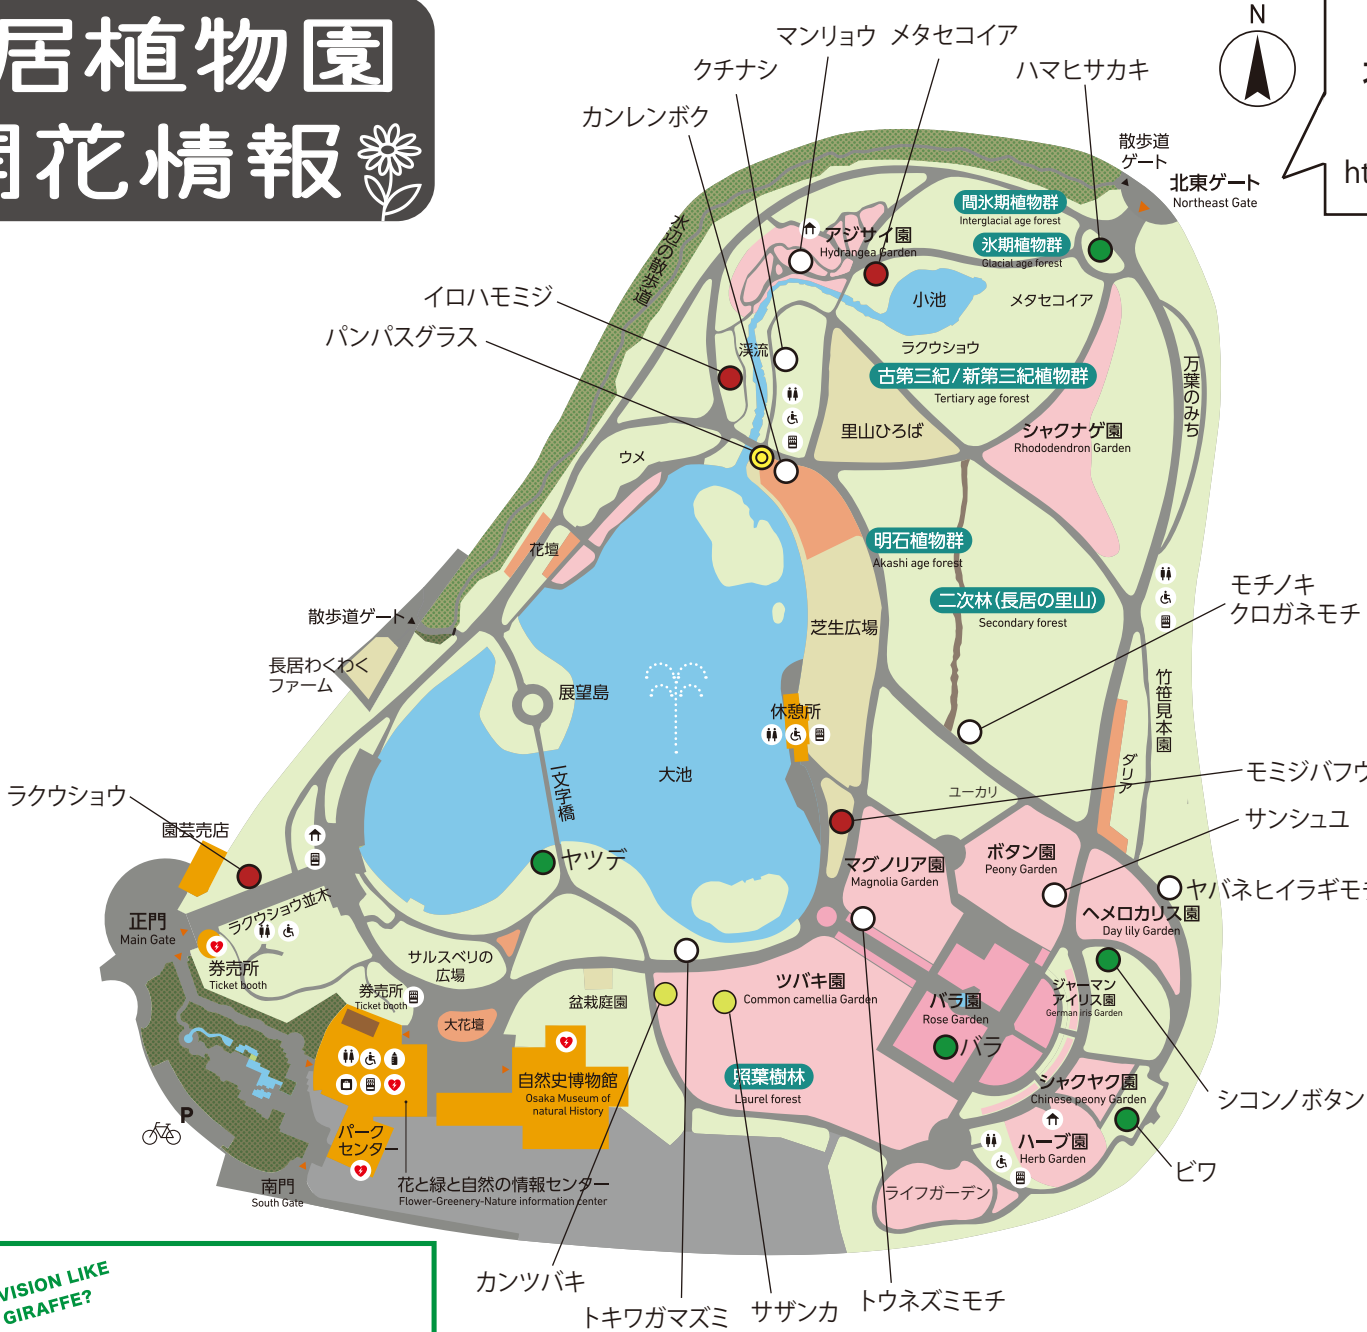 居植物園
開花情報
N
ht
マンリョウ
メタセコイア
クチナシ
ハマヒサカキ
カンレンボク
散歩道
ゲート
北東ゲート
Northeast Gate
間氷期植物群
Interglacial age forest
氷期植物群
Glacial age forest
アジサイ園
Hydrangea Garden
水辺の散歩道
イロハモミジ
パンパスグラス
小池
メタセコイア
渓流
ラクウショウ
古第三紀/新第三紀植物群
Tertiary age forest
万葉のみち
里山ひろば
シャクナゲ園
Rhododendron Garden
ウメ
花壇
明石植物群
Akashi age forest
二次林(長居の里山)
Secondary forest
モチノキ
クロガネモチ
散歩道ゲート
芝生広場
長居わくわく
ファーム
展望島
休憩所
竹笹見本園
大池
一文字橋
ダリア
ユーカリ
モミジバフウ
ラクウショウ
サンシュユ
園芸売店
ヤツデ
マグノリア園
Magnolia Garden
ボタン園
Peony Garden
ヤバネヒイラギモチ
ヘメロカリス園
Day lily Garden
ラクウショウ並木
正門
Main Gate
券売所
Ticket booth
サルスベリの
広場
券売所
Ticket booth
盆栽庭園
大花壇
ツバキ園
Common camellia Garden
バラ園
Rose Garden
バラ
ジャーマン
アイリス園
German iris Garden
自然史博物館
Osaka Museum of
natural History
照葉樹林
Laurel forest
シャクヤク園
Chinese peony Garden
シコンノボタン
P
パーク
センター
ハーブ園
Herb Garden
ビワ
南門
South Gate
花と緑と自然の情報センター
Flower-Greenery-Nature information center
ライフガーデン
カンツバキ
トキワガマズミ
サザンカ
トウネズミモチ
VISION LIKE
GIRAFFE?